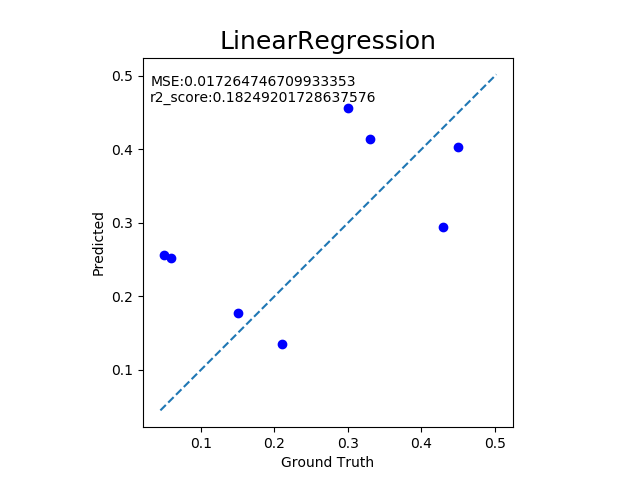 LinearRegression
MSE:0.017264746709933353
r2_score:0.18249201728637576
0.5
0.4
0.3
0.2
0.1
Predicted
0.1 0.2 0.3 0.4 0.5
Ground Truth